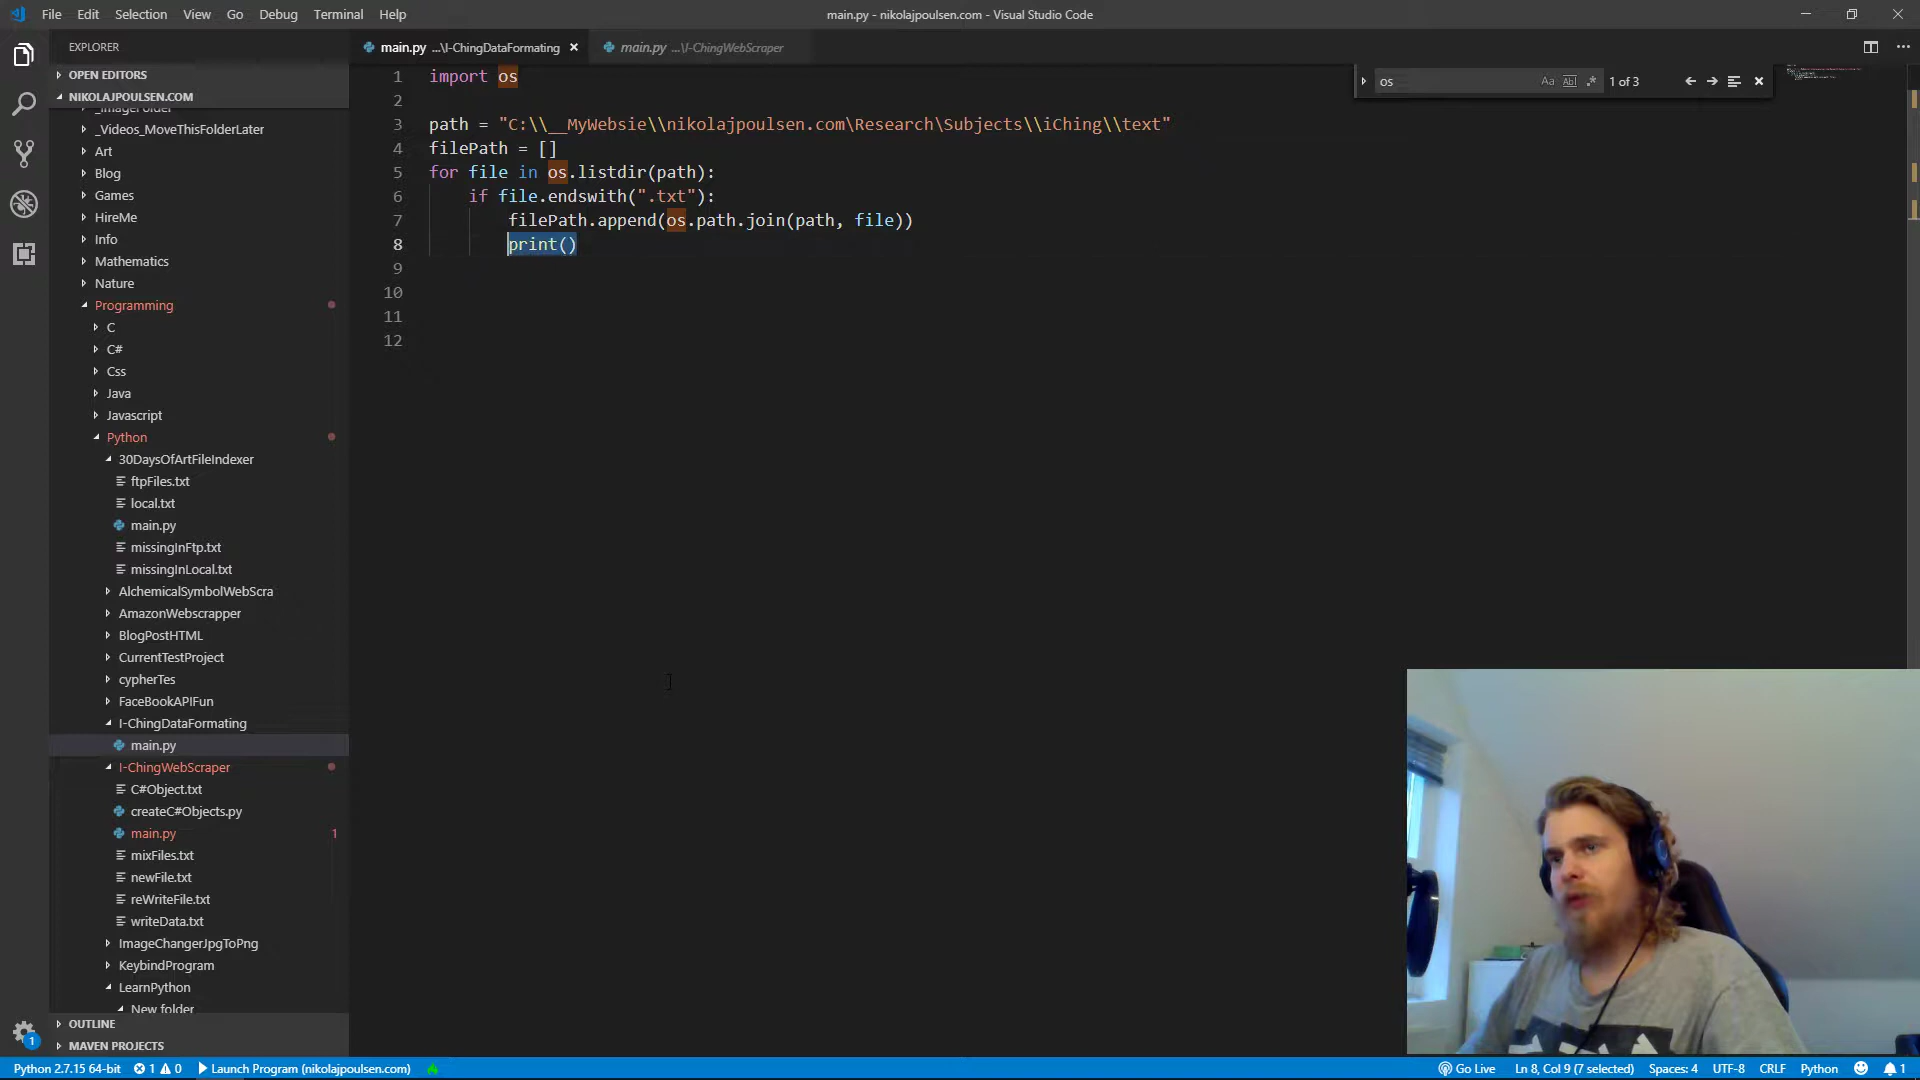 File Edit Selection View Go Debug Terminal Help
main.py - nikolajpoulsen.com - Visual Studio Code
EXPLORER
OPEN EDITORS
NIKOLAJPOULSEN.COM
_ImageFolder
_Videos_MoveThisFolderLater
Art
Blog
Games
HireMe
Info
Mathematics
Nature
Programming
C
C#
Css
Java
Javascript
Python
30DaysOfArtFileIndexer
ftpFiles.txt
local.txt
main.py
missingInFtp.txt
missingInLocal.txt
AlchemicalSymbolWebScra
AmazonWebscrapper
BlogPostHTML
CurrentTestProject
cypherTes
FaceBookAPIFun
I-ChingDataFormating
main.py
I-ChingWebScraper
C#Object.txt
createC#Objects.py
main.py 1
mixFiles.txt
newFile.txt
reWriteFile.txt
writeData.txt
ImageChangerJpgToPng
KeybindProgram
LearnPython
New folder
OUTLINE
MAVEN PROJECTS
main.py ...\I-ChingDataFormating
main.py ...\I-ChingWebScraper
os Aa Abl .* 1 of 3
1 import os
2
3 path = "C:\\__MyWebsie\\nikolajpoulsen.com\Research\Subjects\\iChing\\text"
4 filePath = []
5 for file in os.listdir(path):
6 if file.endswith(".txt"):
7 filePath.append(os.path.join(path, file))
8 print()
9
10
11
12
1
Python 2.7.15 64-bit 1 0 Launch Program (nikolajpoulsen.com)
Go Live Ln 8, Col 9 (7 selected) Spaces: 4 UTF-8 CRLF Python 1